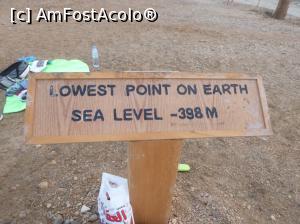 (c) AmFostAcolo®
LOWEST POINT ON EARTH
SEA LEVEL -398 M